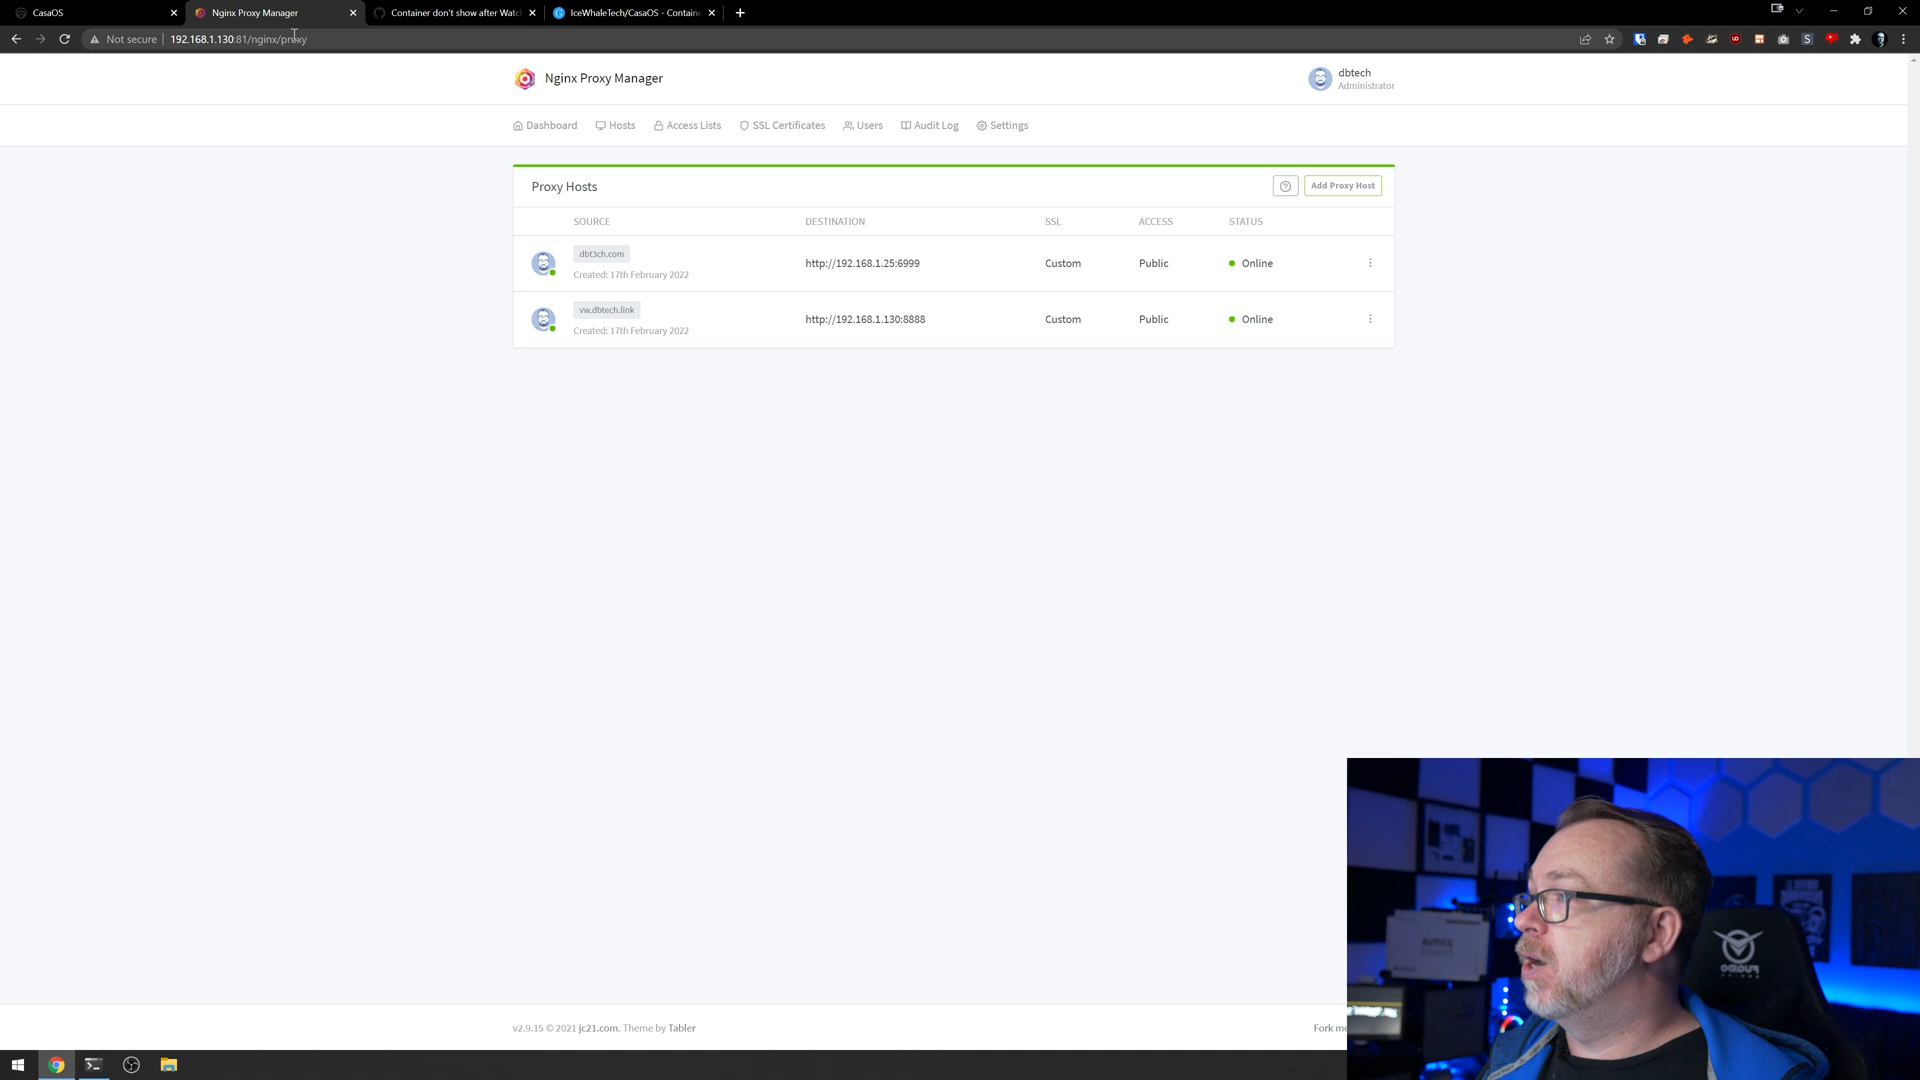 CasaOS
Nginx Proxy Manager
Container don't show after Watc
IceWhaleTech/CasaOS - Containe
Not secure
192.168.1.130:81/nginx/proxy
Nginx Proxy Manager
dbtech
Administrator
Dashboard
Hosts
Access Lists
SSL Certificates
Users
Audit Log
Settings
Proxy Hosts
Add Proxy Host
SOURCE
DESTINATION
SSL
ACCESS
STATUS
dbt3ch.com
Created: 17th February 2022
http://192.168.1.25:6999
Custom
Public
Online
vw.dbtech.link
Created: 17th February 2022
http://192.168.1.130:8888
Custom
Public
Online
v2.9.15 © 2021 jc21.com. Theme by Tabler
Fork me